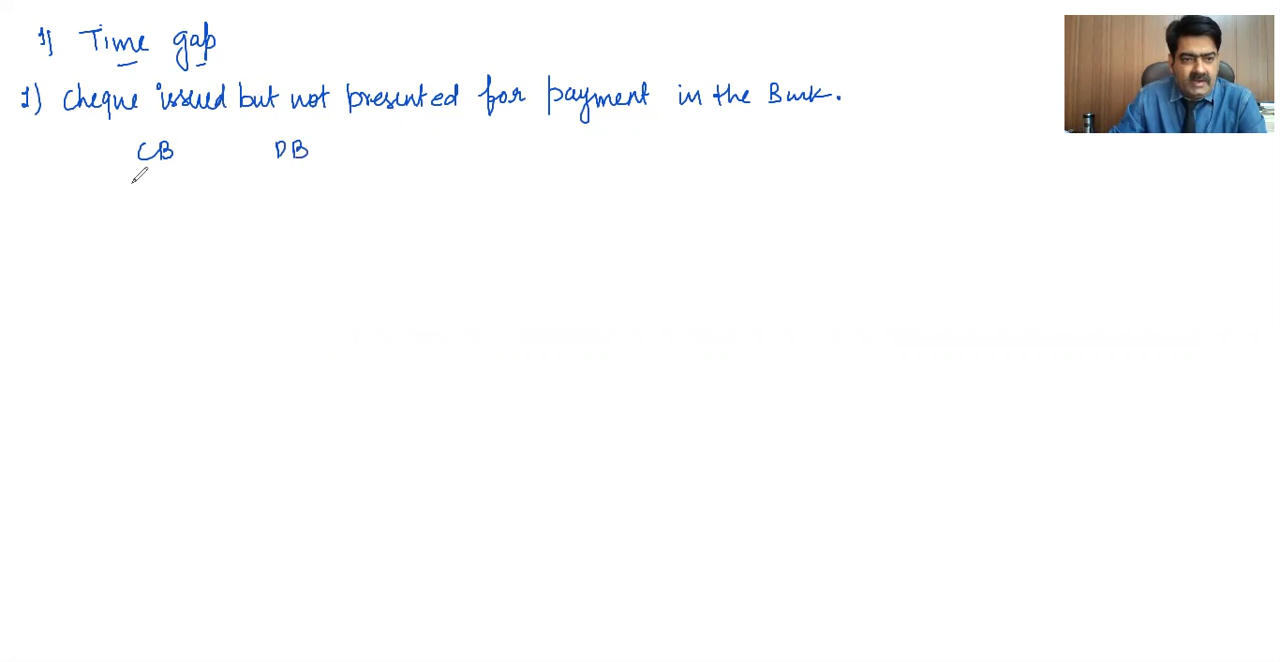 1) Time gap
1) Cheque issued but not presented for payment in the Bank.
CB DB